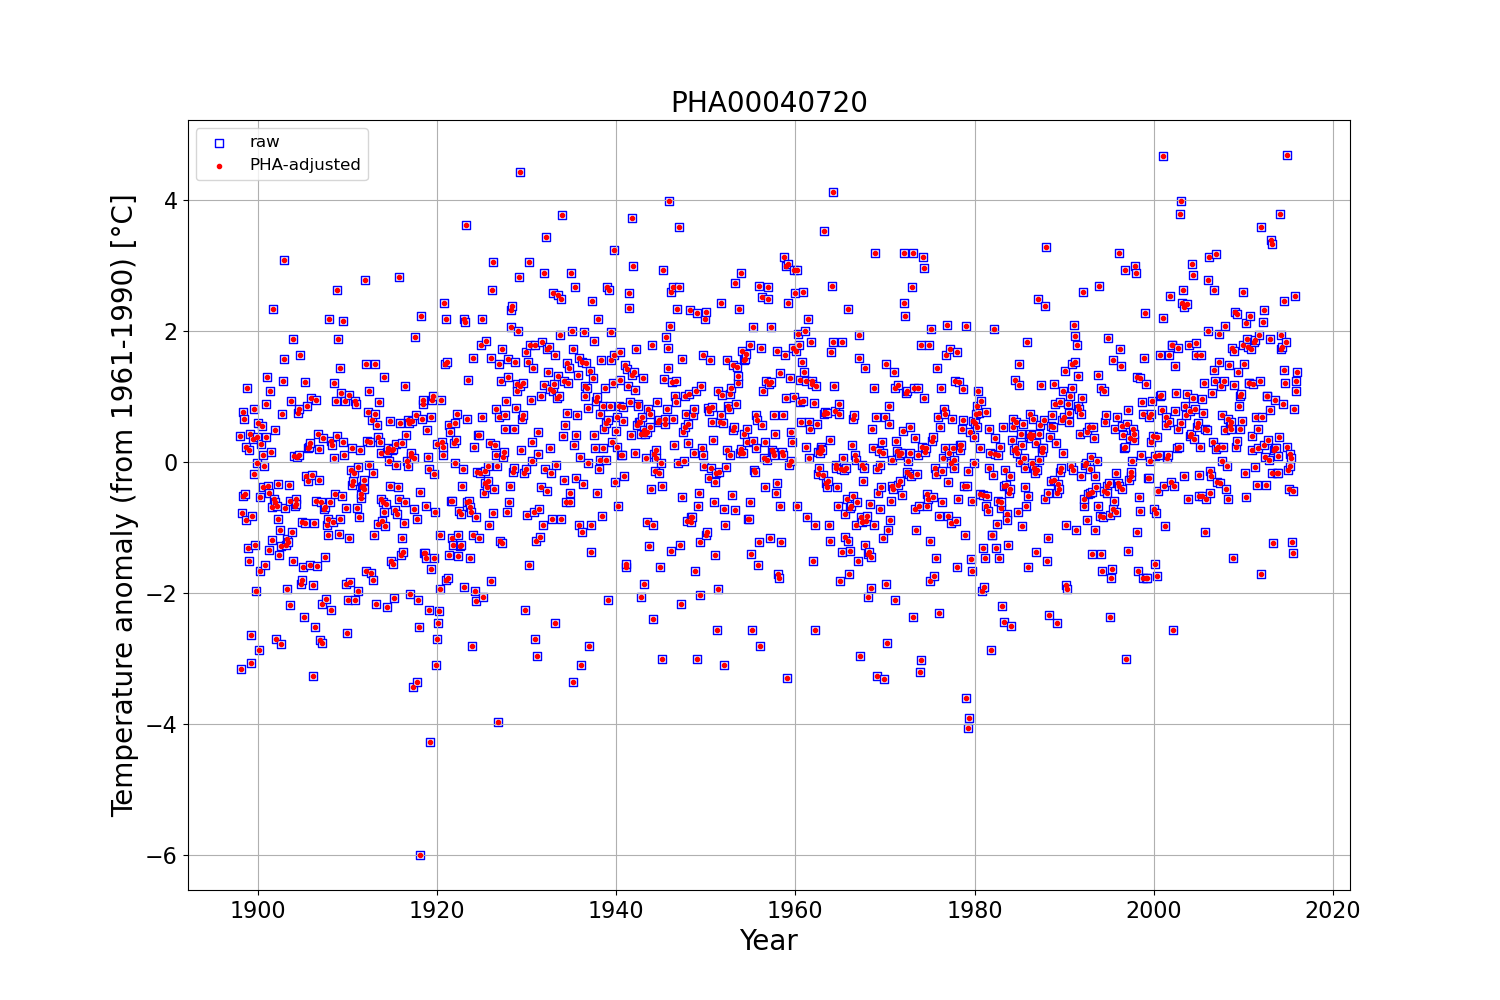 PHA00040720
raw
PHA-adjusted
Temperature anomaly (from 1961-1990) [°C]
4
2
0
−2
−4
−6
1900 1920 1940 1960 1980 2000 2020
Year